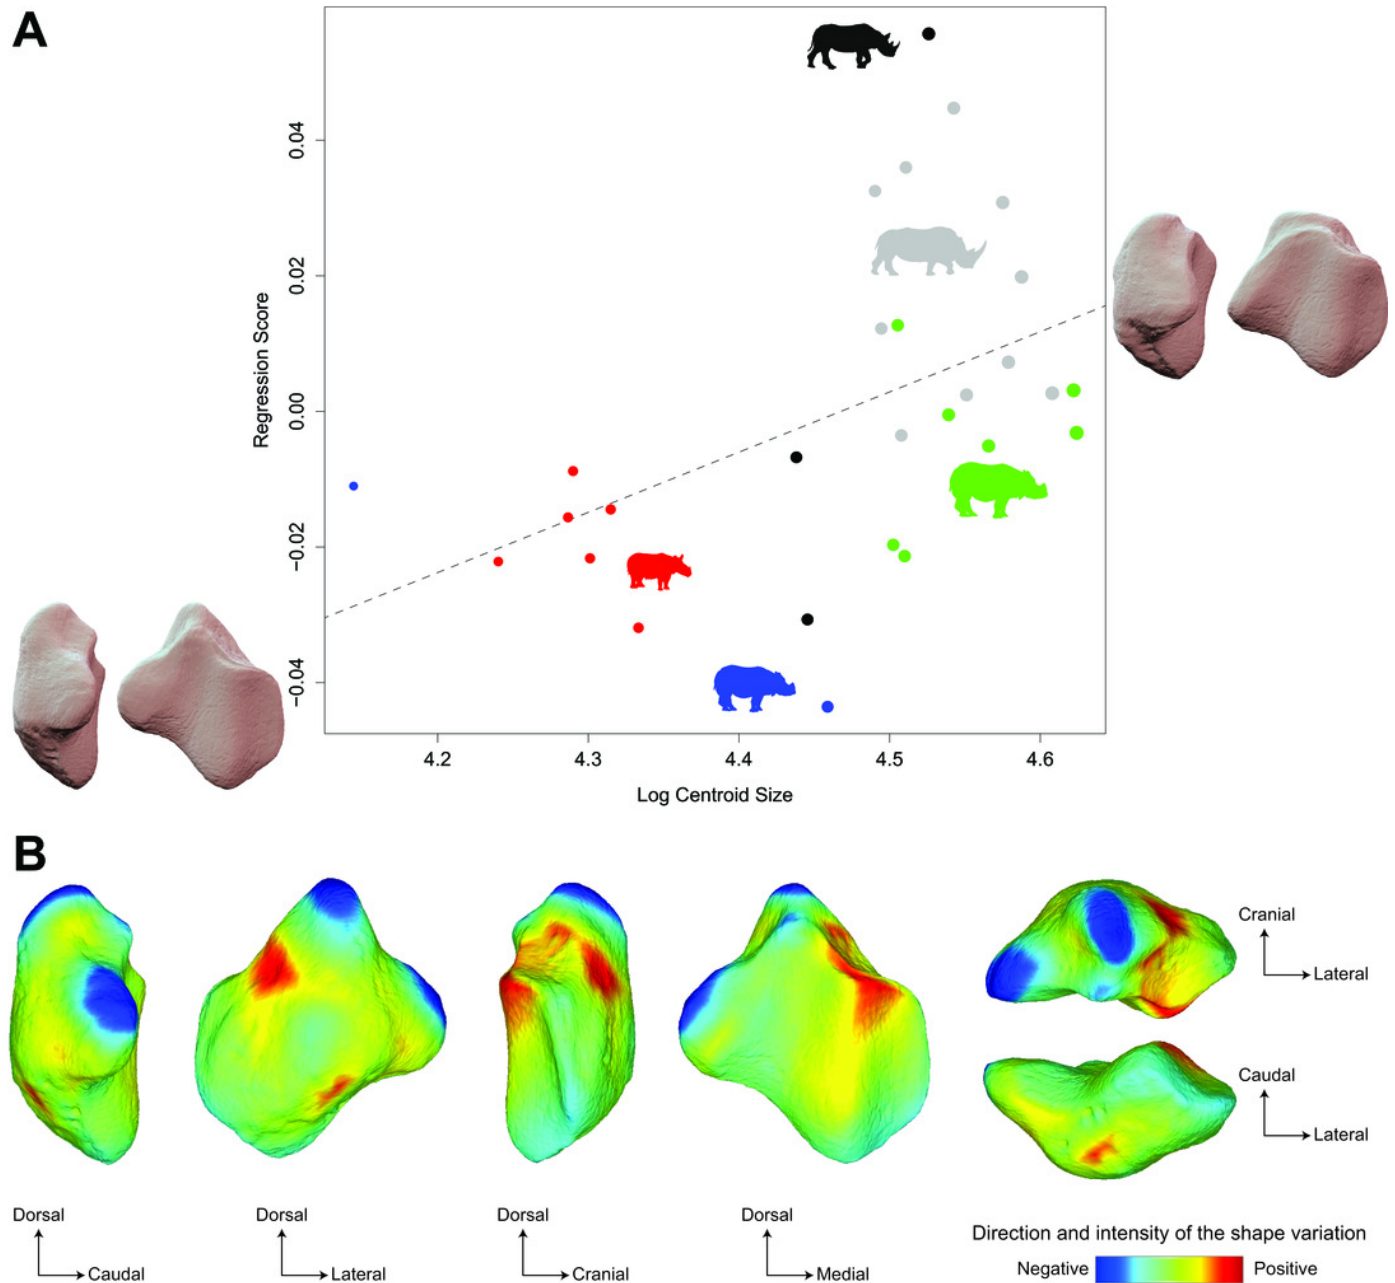 A
Regression Score
0.04
0.02
0.00
−0.02
−0.04
4.2 4.3 4.4 4.5 4.6
Log Centroid Size
B
Cranial
Lateral
Caudal
Lateral
Dorsal
Caudal
Dorsal
Lateral
Dorsal
Cranial
Dorsal
Medial
Direction and intensity of the shape variation
Negative Positive